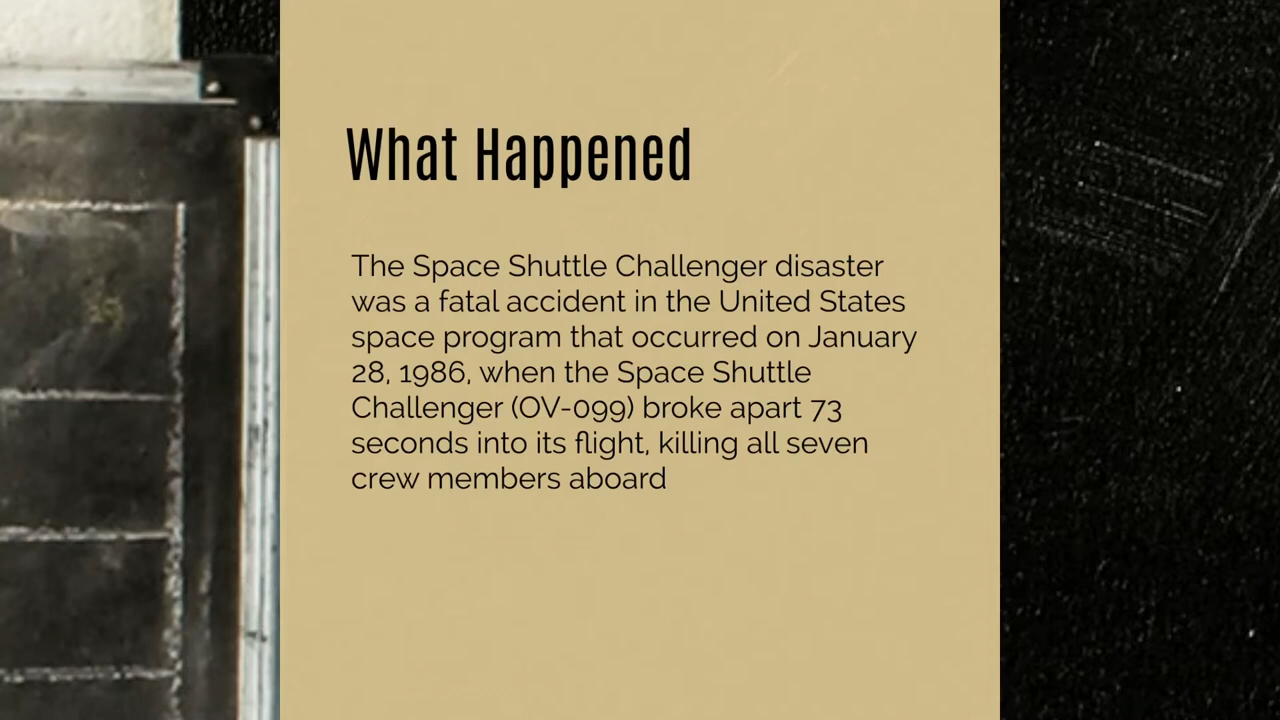 What Happened
The Space Shuttle Challenger disaster
was a fatal accident in the United States
space program that occurred on January
28, 1986, when the Space Shuttle
Challenger (OV-099) broke apart 73
seconds into its flight, killing all seven
crew members aboard